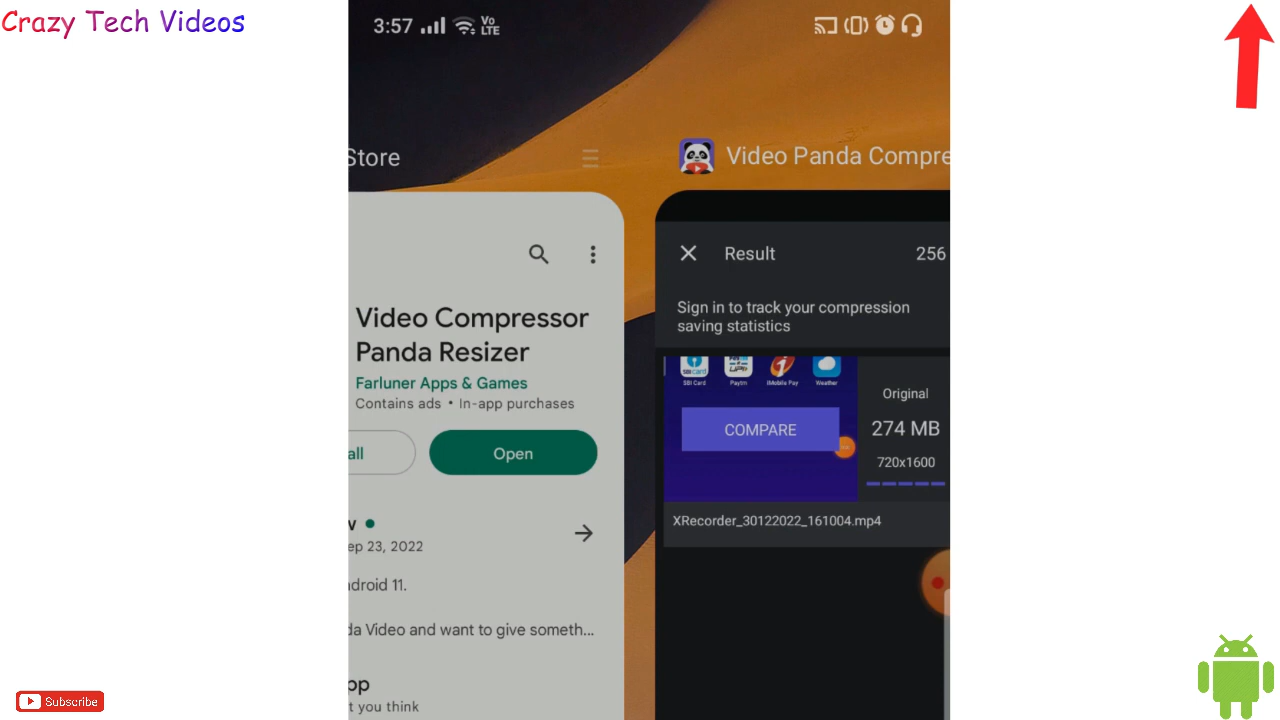 Crazy Tech Videos
3:57
Vo
LTE
Store
Video Panda Compre
Result
256
Sign in to track your compression
saving statistics
Video Compressor
Panda Resizer
Farluner Apps & Games
Contains ads • In-app purchases
all
Open
SBI Card
Paytm
iMobile Pay
Weather
COMPARE
Original
274 MB
720x1600
XRecorder_30122022_161004.mp4
w
ep 23, 2022
ndroid 11.
da Video and want to give someth...
pp
t you think
Subscribe